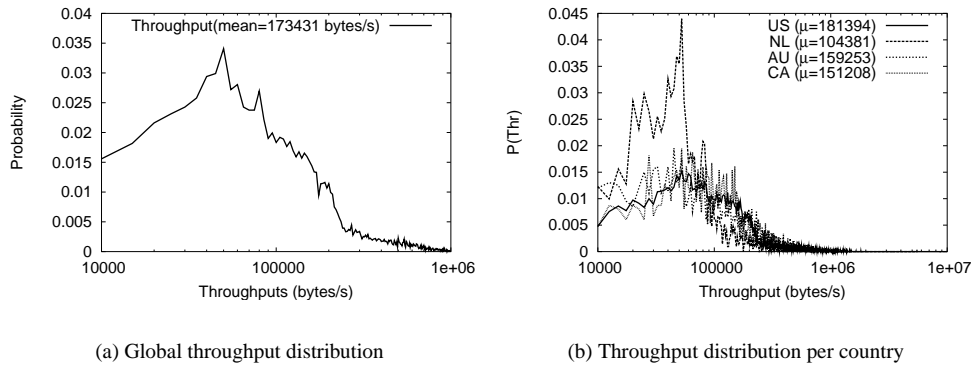 Throughput(mean=173431 bytes/s)
0.04
0.035
0.03
0.025
0.02
0.015
0.01
0.005
0
Probability
10000 100000 1e+06
Throughputs (bytes/s)
(a) Global throughput distribution
US (μ=181394)
NL (μ=104381)
AU (μ=159253)
CA (μ=151208)
0.045
0.04
0.035
0.03
0.025
0.02
0.015
0.01
0.005
0
P(Thr)
10000 100000 1e+06 1e+07
Throughput (bytes/s)
(b) Throughput distribution per country